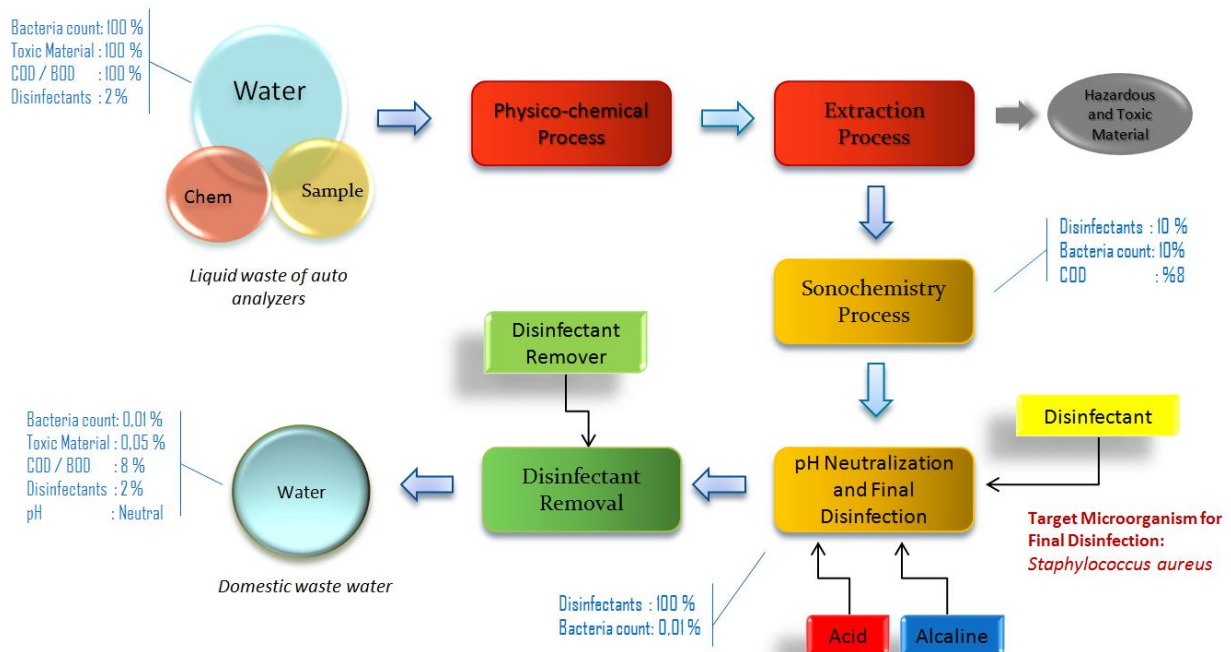 Bacteria count: 100 %
Toxic Material : 100 %
COD / BOD : 100 %
Disinfectants : 2 %
Water
Chem
Sample
Liquid waste of auto
analyzers
Physico-chemical
Process
Extraction
Process
Hazardous
and Toxic
Material
Disinfectants : 10 %
Bacteria count: 10%
COD : %8
Sonochemistry
Process
Disinfectant
Remover
Disinfectant
Bacteria count: 0,01 %
Toxic Material : 0,05 %
COD / BOD : 8 %
Disinfectants : 2 %
pH : Neutral
Water
Domestic waste water
Disinfectant
Removal
pH Neutralization
and Final
Disinfection
Target Microorganism for
Final Disinfection:
Staphylococcus aureus
Disinfectants : 100 %
Bacteria count: 0,01 %
Acid
Alcaline